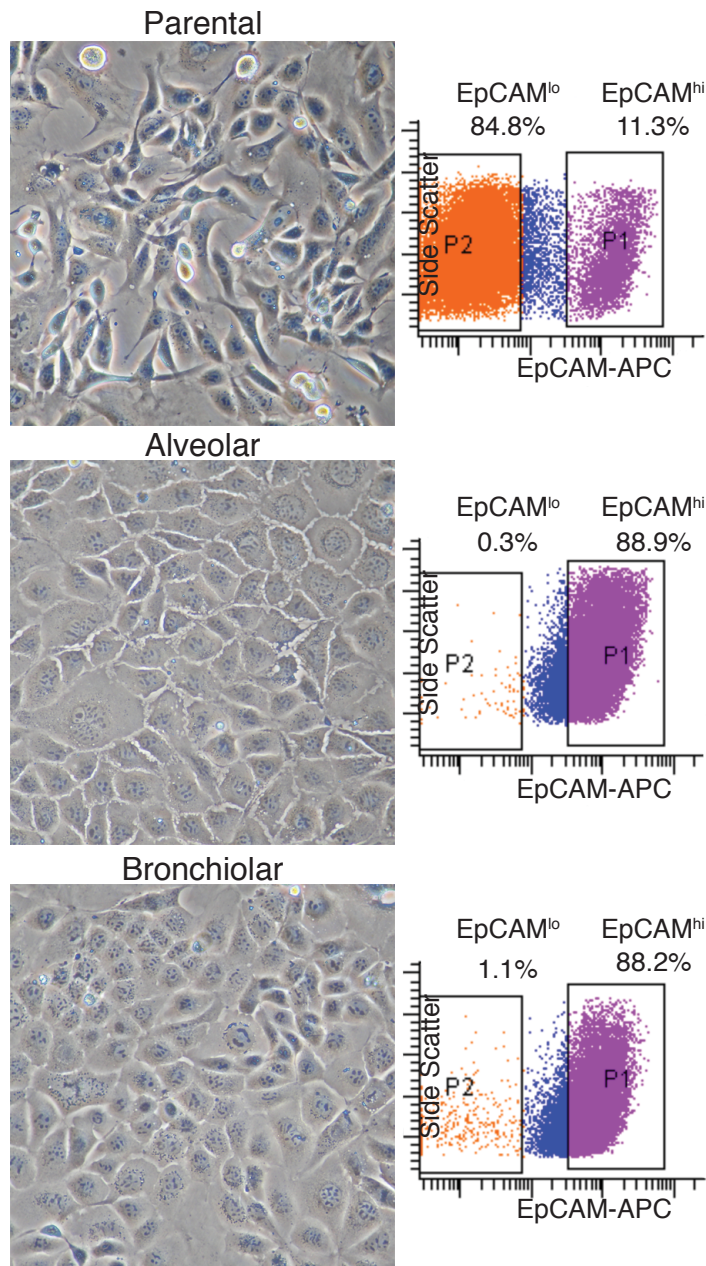 Parental
EpCAMlo EpCAMhi
84.8% 11.3%
Side Scatter
P2 P1
EpCAM-APC
Alveolar
EpCAMlo EpCAMhi
0.3% 88.9%
Side Scatter
P2 P1
EpCAM-APC
Bronchiolar
EpCAMlo EpCAMhi
1.1% 88.2%
Side Scatter
P2 P1
EpCAM-APC